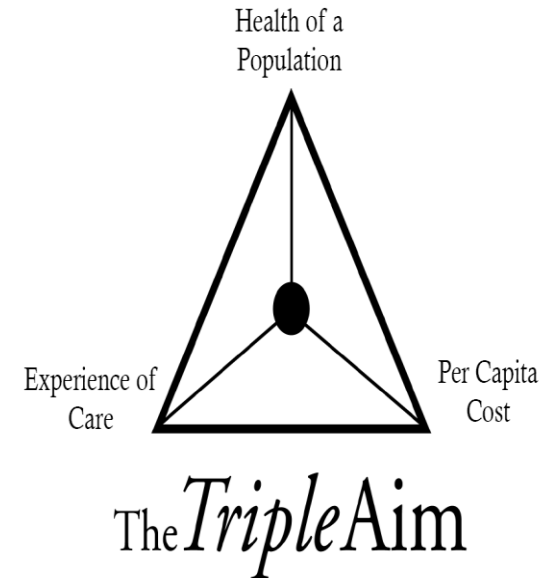 Health of a
Population
Experience of
Care
Per Capita
Cost
The Triple Aim